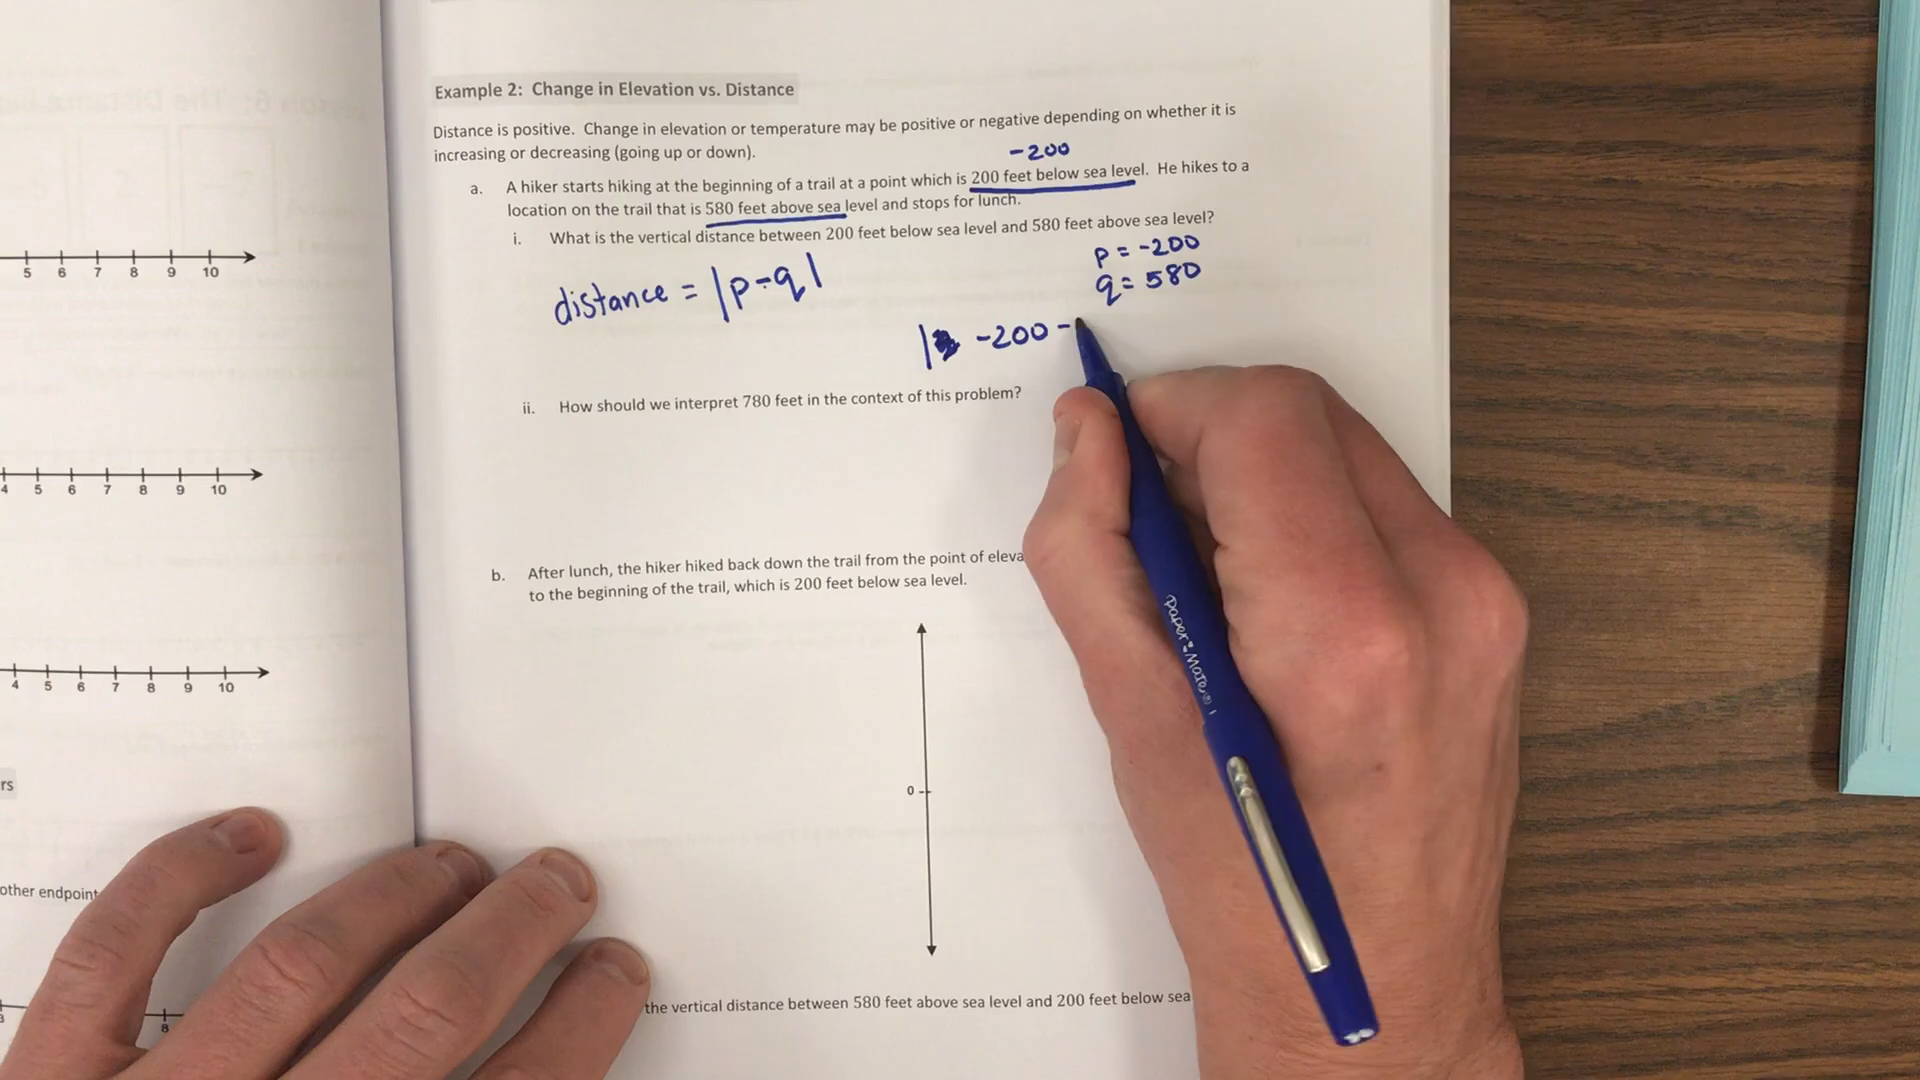 Example 2: Change in Elevation vs. Distance
Distance is positive. Change in elevation or temperature may be positive or negative depending on whether it is
increasing or decreasing (going up or down).
-200
a. A hiker starts hiking at the beginning of a trail at a point which is 200 feet below sea level. He hikes to a
location on the trail that is 580 feet above sea level and stops for lunch.
i. What is the vertical distance between 200 feet below sea level and 580 feet above sea level?
p = -200
q = 580
distance = |p-q|
| -200 -
ii. How should we interpret 780 feet in the context of this problem?
b. After lunch, the hiker hiked back down the trail from the point of eleva
to the beginning of the trail, which is 200 feet below sea level.
0
the vertical distance between 580 feet above sea level and 200 feet below sea
5 6 7 8 9 10
4 5 6 7 8 9 10
4 5 6 7 8 9 10
rs
other endpoint
8
Paper:Mate